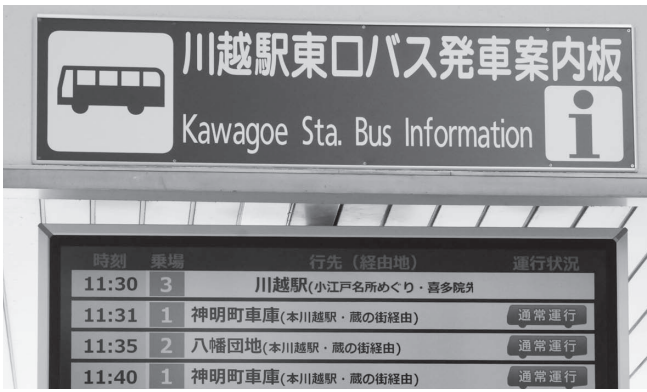 川越駅東口バス発車案内板
Kawagoe Sta. Bus Information
i
時刻 乗場 行先（経由地） 運行状況
11:30 3 川越駅(小江戸名所めぐり・喜多院
11:31 1 神明町車庫(本川越駅・蔵の街経由) 通常運行
11:35 2 八幡団地(本川越駅・蔵の街経由) 通常運行
11:40 1 神明町車庫(本川越駅・蔵の街経由) 通常運行